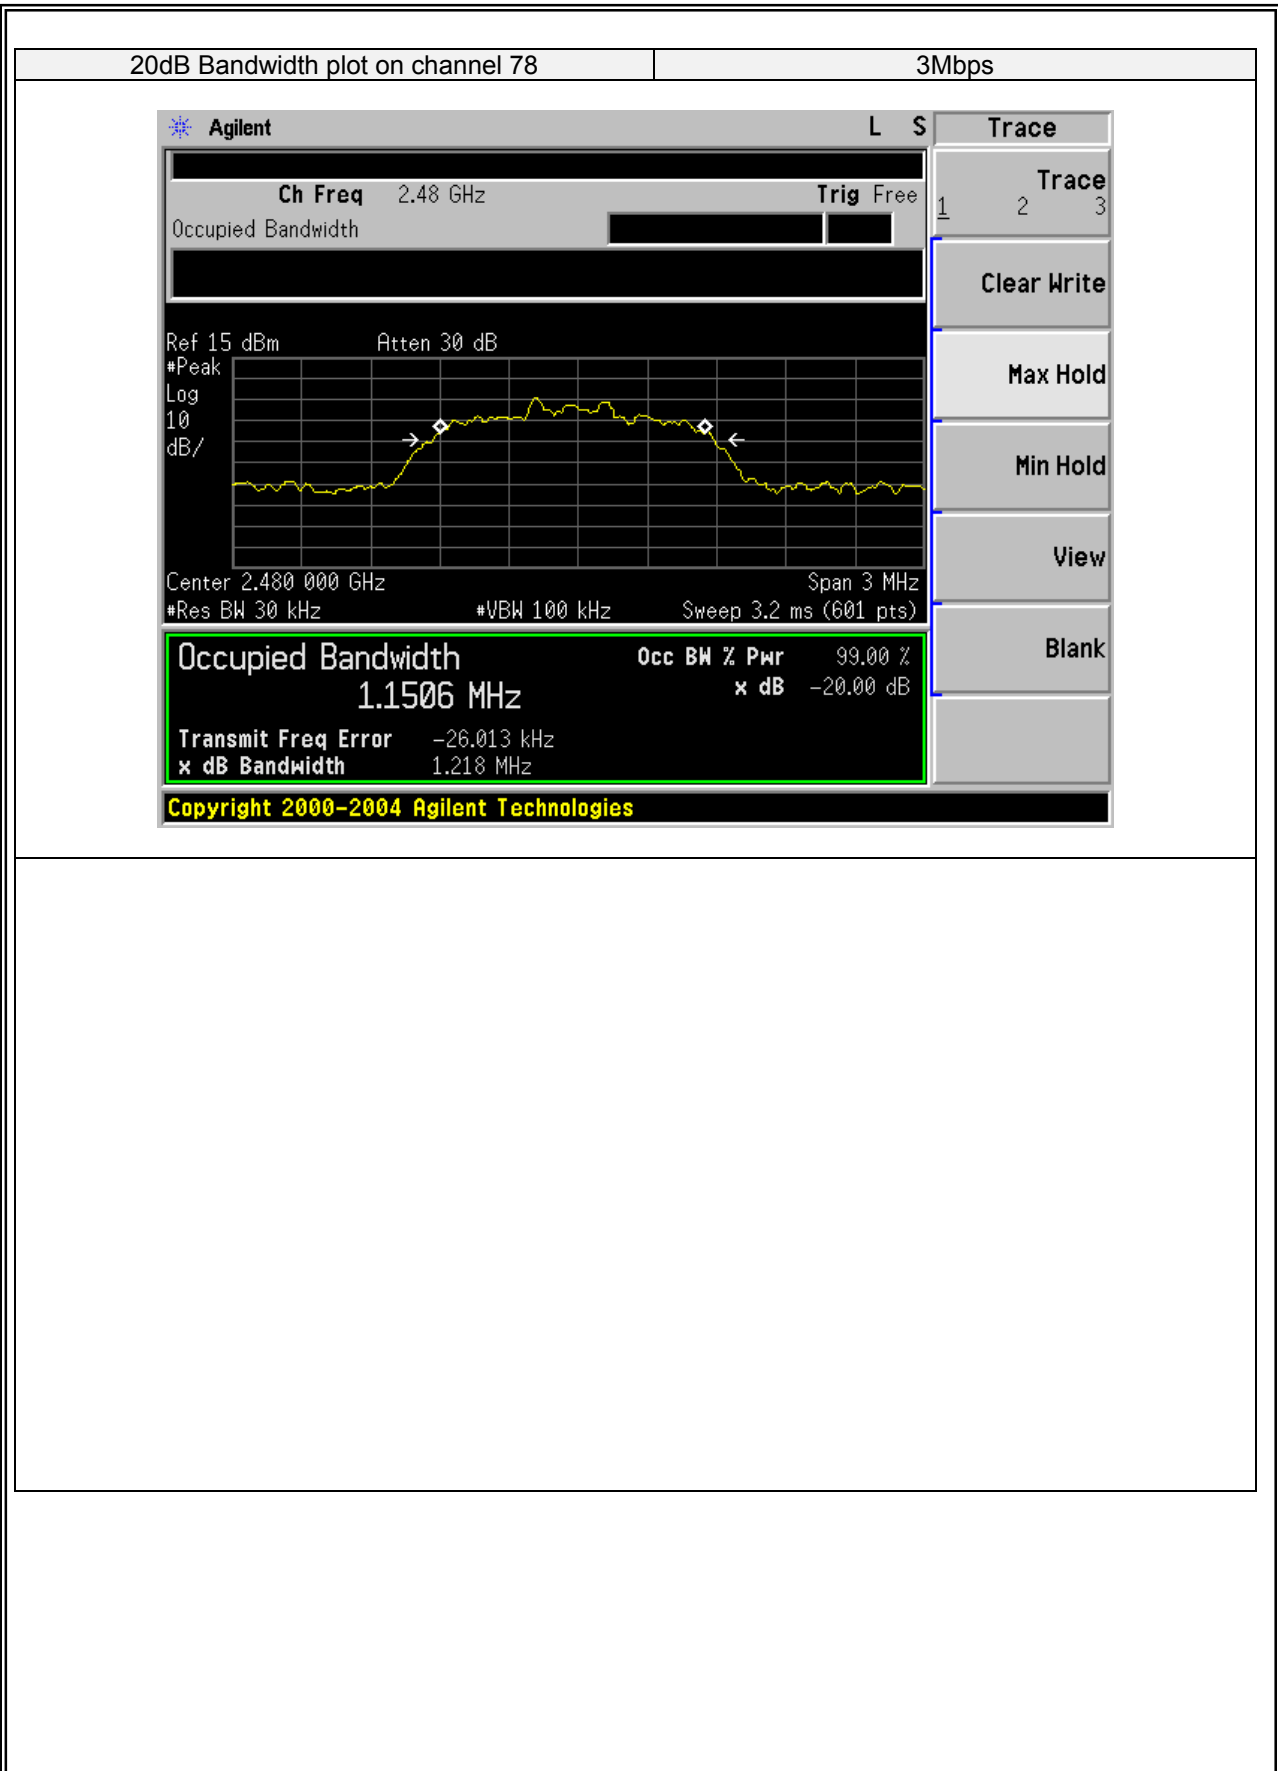 20dB Bandwidth plot on channel 78 3Mbps
Agilent L S Trace
Ch Freq 2.48 GHz Trig Free
Occupied Bandwidth
Trace
1 2 3
Clear Write
Max Hold
Min Hold
View
Blank
Ref 15 dBm Atten 30 dB
#Peak
Log
10
dB/
Center 2.480 000 GHz Span 3 MHz
#Res BW 30 kHz #VBW 100 kHz Sweep 3.2 ms (601 pts)
Occupied Bandwidth Occ BW % Pwr 99.00 %
1.1506 MHz x dB -20.00 dB
Transmit Freq Error -26.013 kHz
x dB Bandwidth 1.218 MHz
Copyright 2000-2004 Agilent Technologies